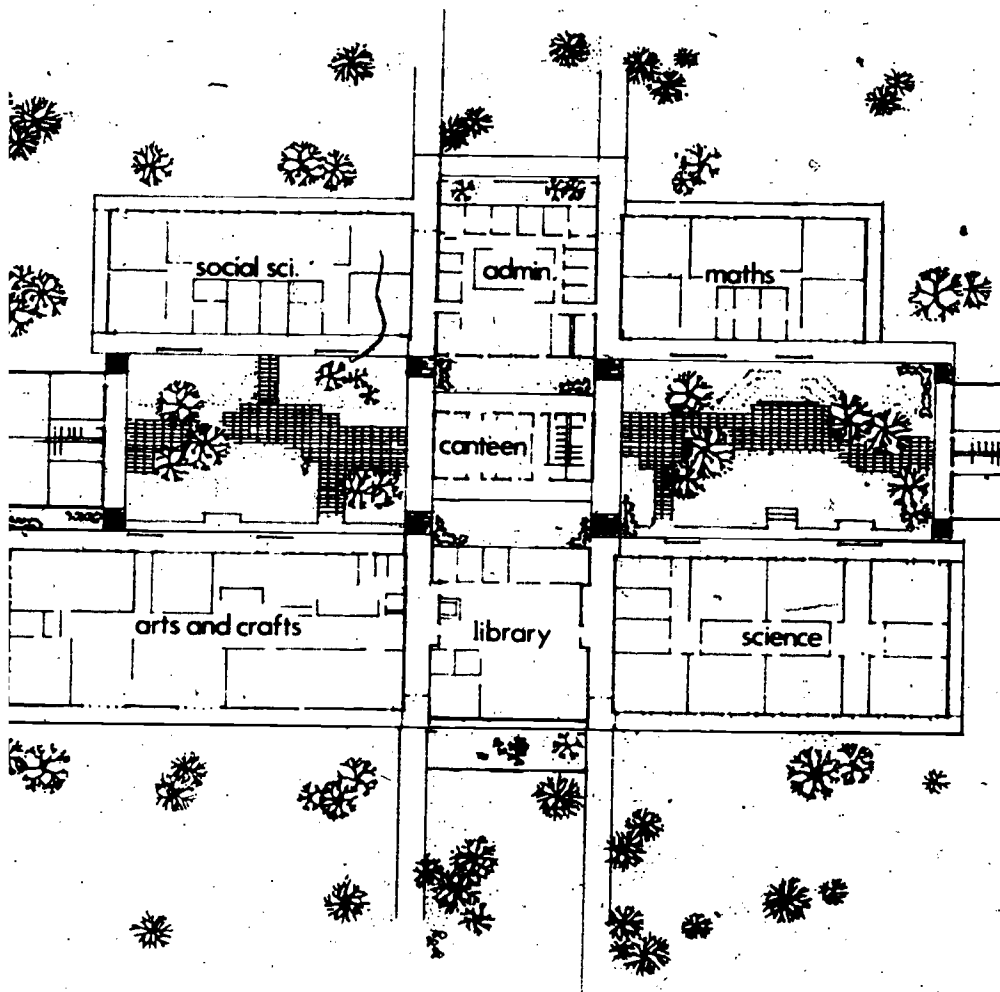 social sci.
admin.
maths
canteen
arts and crafts
library
science